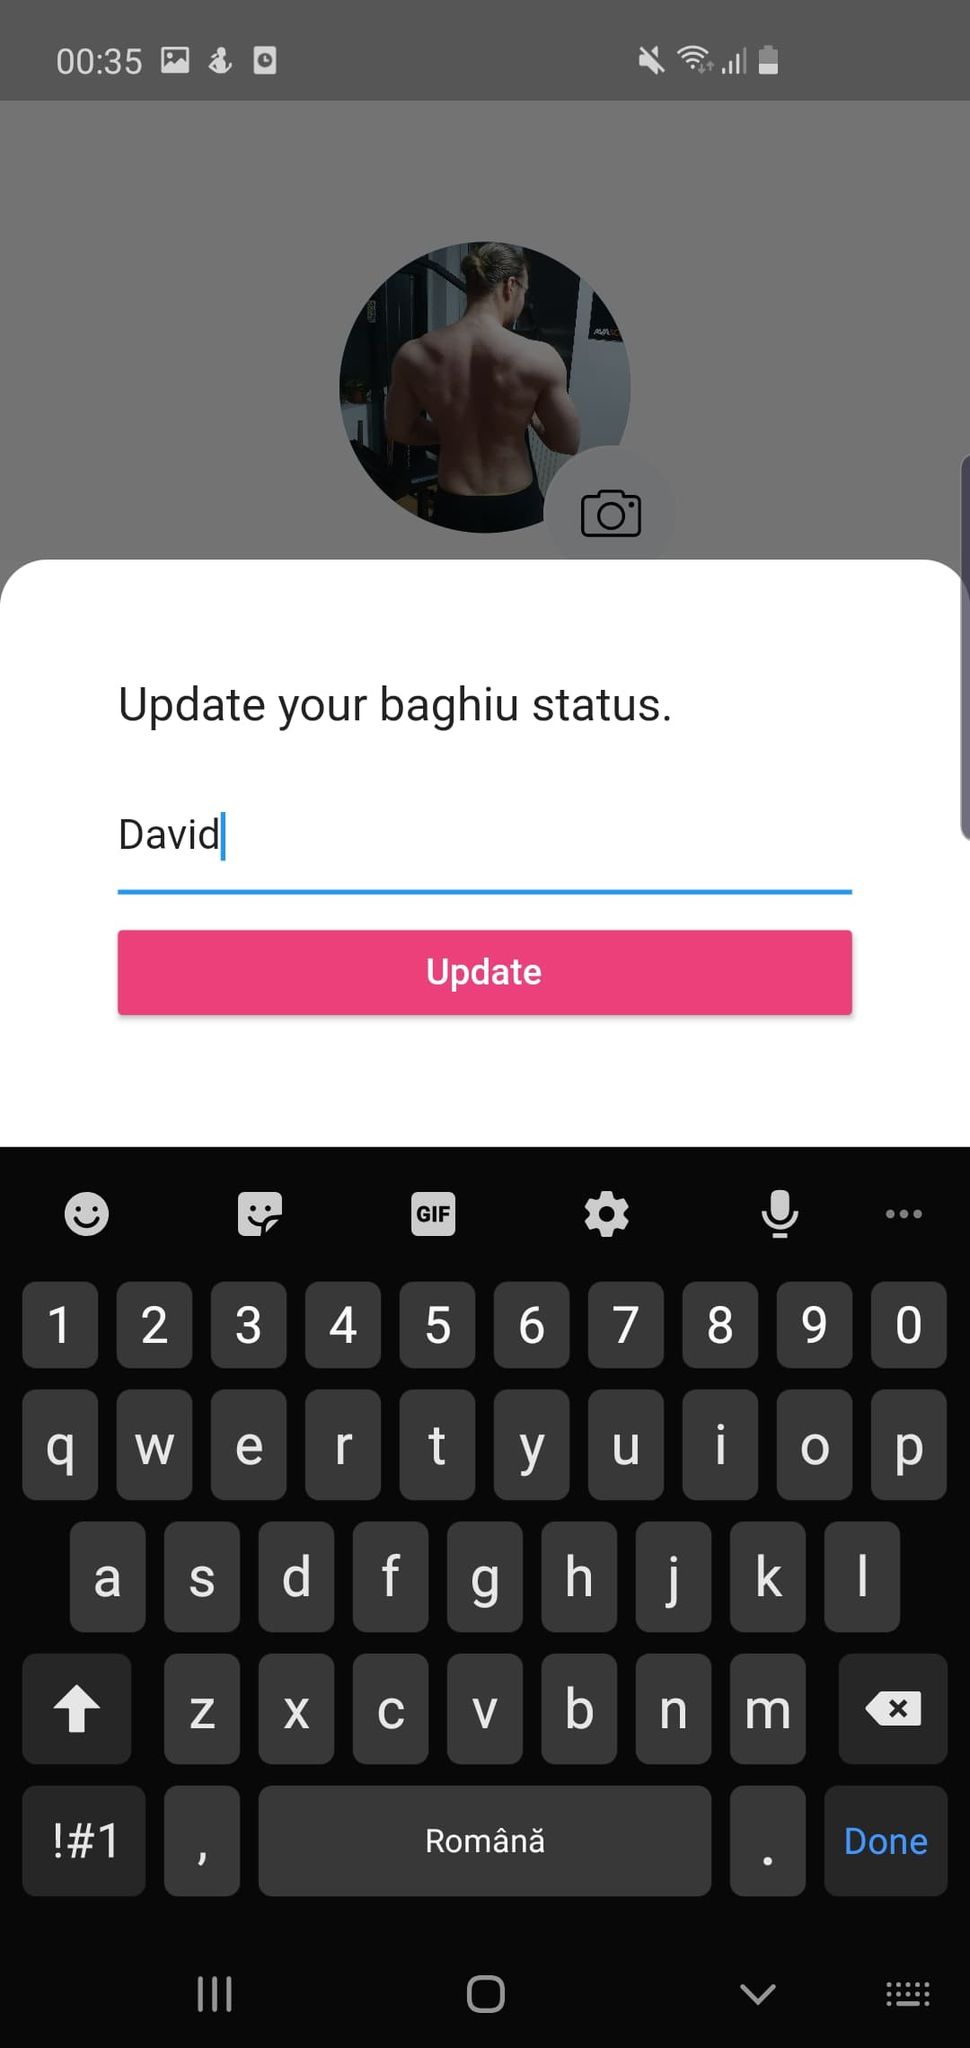 00:35
Update your baghiu status.
David
Update
GIF
1 2 3 4 5 6 7 8 9 0
q w e r t y u i o p
a s d f g h j k l
z x c v b n m
!#1 , Română . Done